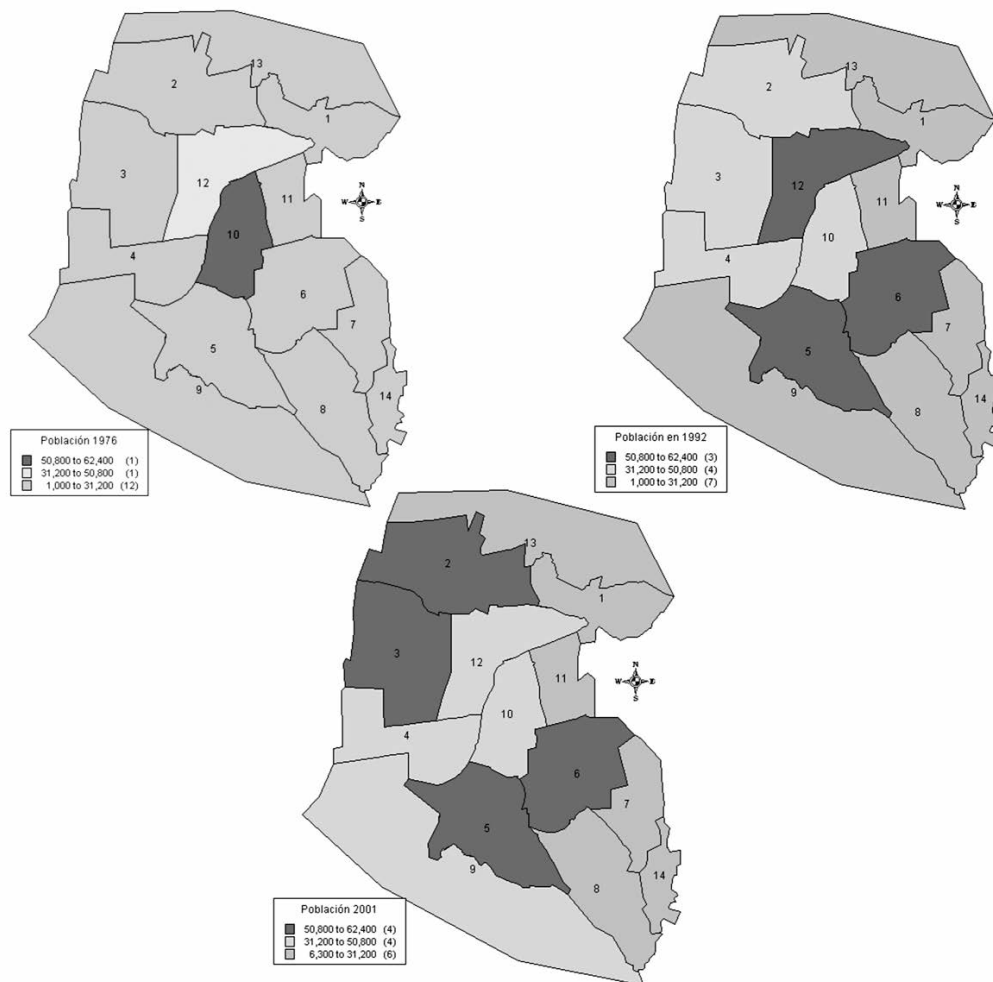 13
2
1
3
12
11
N
W E
S
10
4
6
7
5
9
14
8
Población 1976
50,800 to 62,400 (1)
31,200 to 50,800 (1)
1,000 to 31,200 (12)
13
2
1
3
12
11
N
W E
S
10
4
6
7
5
9
14
8
Población en 1992
50,800 to 62,400 (3)
31,200 to 50,800 (4)
1,000 to 31,200 (7)
13
2
1
3
12
11
N
W E
S
10
4
6
7
5
9
14
8
Población 2001
50,800 to 62,400 (4)
31,200 to 50,800 (4)
6,300 to 31,200 (6)